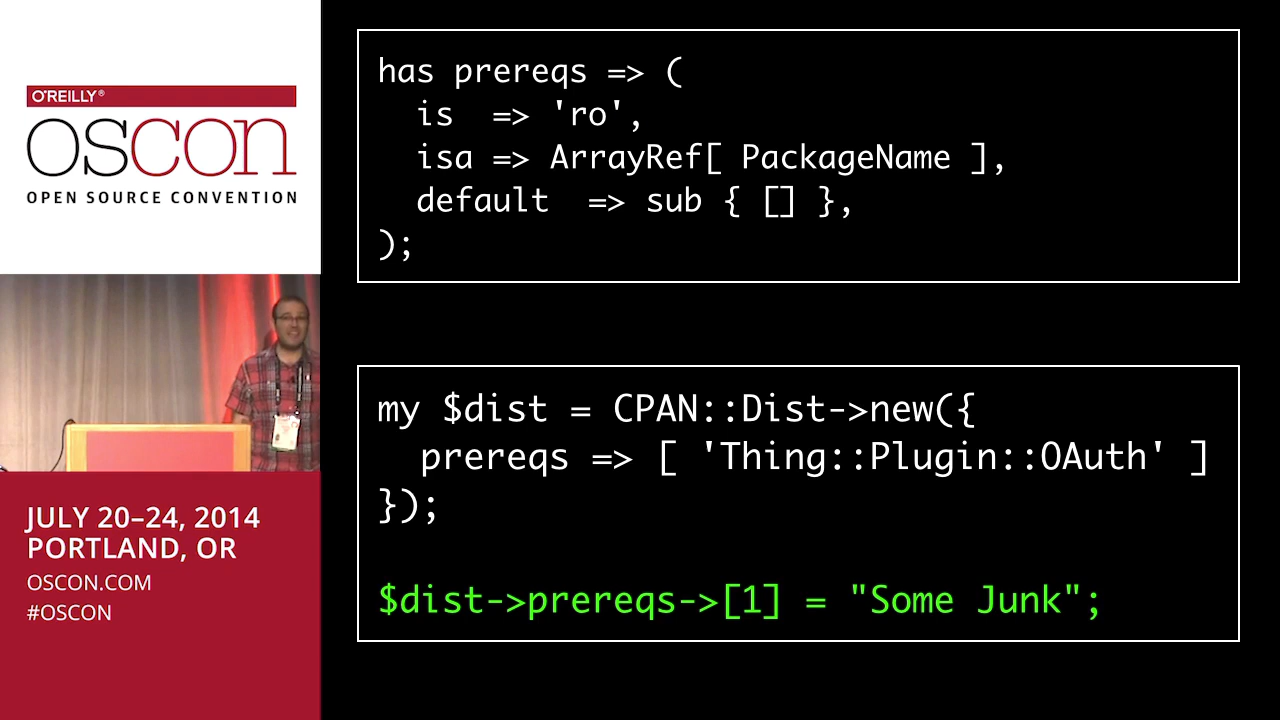 O'REILLY®
OSCON
OPEN SOURCE CONVENTION
JULY 20–24, 2014
PORTLAND, OR
OSCON.COM
#OSCON
has prereqs => (
  is  => 'ro',
  isa => ArrayRef[ PackageName ],
  default  => sub { [] },
);
my $dist = CPAN::Dist->new({
  prereqs => [ 'Thing::Plugin::OAuth' ]
});
$dist->prereqs->[1] = "Some Junk";